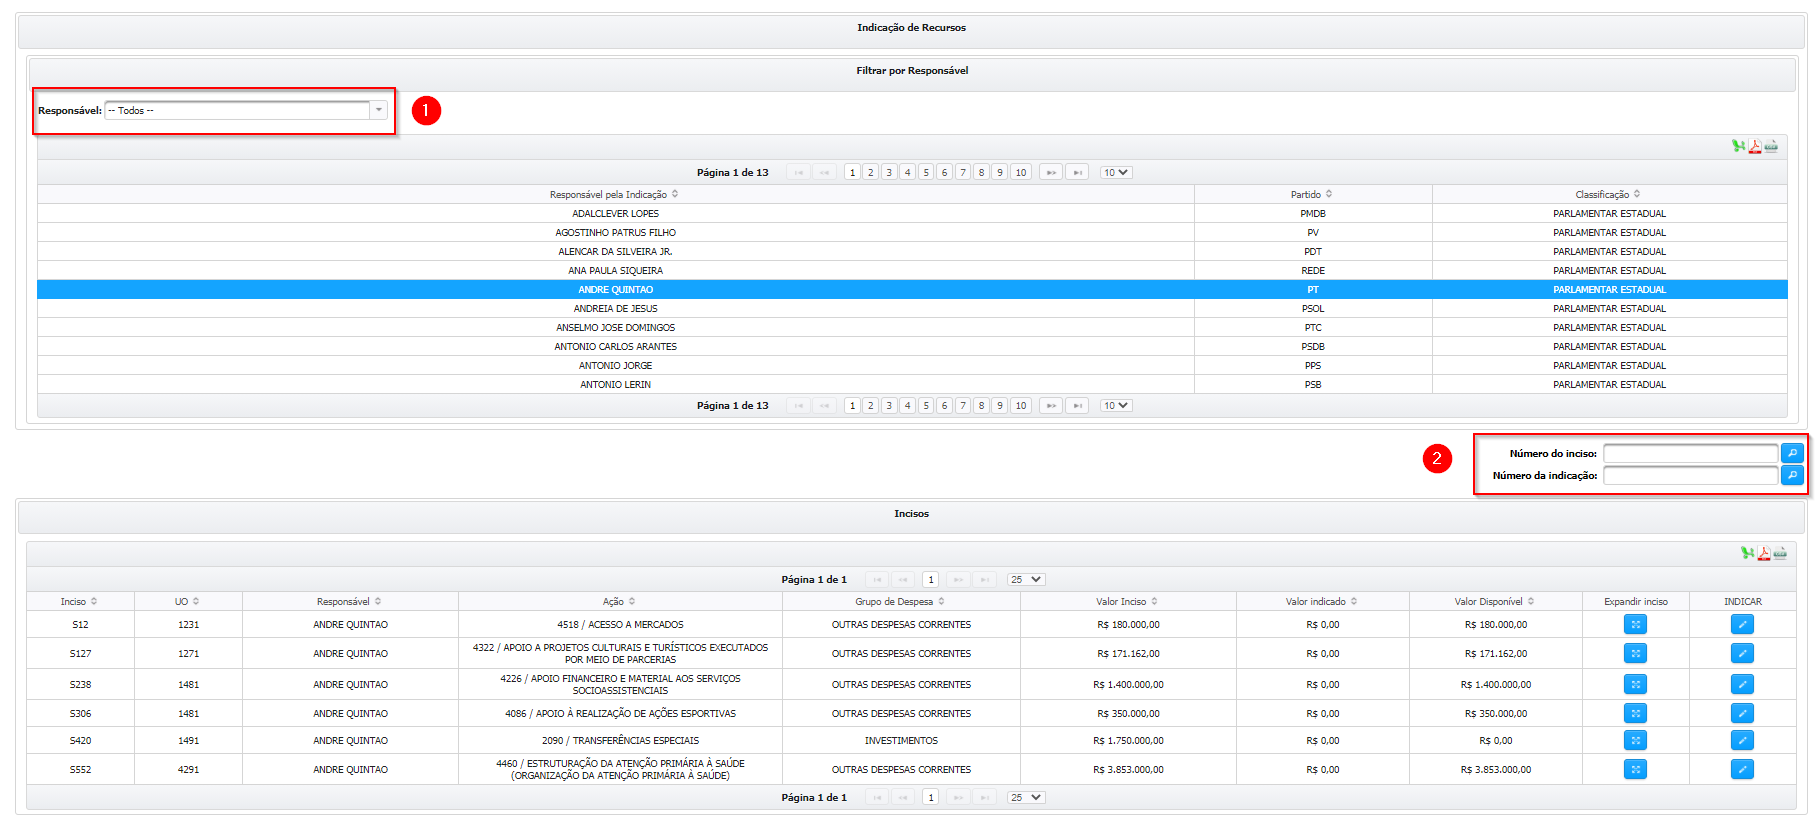 Indicação de Recursos
Filtrar por Responsável
Responsável: -- Todos --
1
Página 1 de 13 1 2 3 4 5 6 7 8 9 10 10
Responsável pela Indicação Partido Classificação
ADALCLEVER LOPES PMDB PARLAMENTAR ESTADUAL
AGOSTINHO PATRUS FILHO PV PARLAMENTAR ESTADUAL
ALENCAR DA SILVEIRA JR. PDT PARLAMENTAR ESTADUAL
ANA PAULA SIQUEIRA REDE PARLAMENTAR ESTADUAL
ANDRE QUINTAO PT PARLAMENTAR ESTADUAL
ANDREIA DE JESUS PSOL PARLAMENTAR ESTADUAL
ANSELMO JOSE DOMINGOS PTC PARLAMENTAR ESTADUAL
ANTONIO CARLOS ARANTES PSDB PARLAMENTAR ESTADUAL
ANTONIO JORGE PPS PARLAMENTAR ESTADUAL
ANTONIO LERIN PSB PARLAMENTAR ESTADUAL
Página 1 de 13 1 2 3 4 5 6 7 8 9 10 10
2
Número do inciso:
Número da indicação:
Incisos
Página 1 de 1 1 25
Inciso UO Responsável Ação Grupo de Despesa Valor Inciso Valor indicado Valor Disponível Expandir inciso INDICAR
S12 1231 ANDRE QUINTAO 4518 / ACESSO A MERCADOS OUTRAS DESPESAS CORRENTES R$ 180.000,00 R$ 0,00 R$ 180.000,00
S127 1271 ANDRE QUINTAO 4322 / APOIO A PROJETOS CULTURAIS E TURÍSTICOS EXECUTADOS
POR MEIO DE PARCERIAS OUTRAS DESPESAS CORRENTES R$ 171.162,00 R$ 0,00 R$ 171.162,00
S238 1481 ANDRE QUINTAO 4226 / APOIO FINANCEIRO E MATERIAL AOS SERVIÇOS
SOCIOASSISTENCIAIS OUTRAS DESPESAS CORRENTES R$ 1.400.000,00 R$ 0,00 R$ 1.400.000,00
S306 1481 ANDRE QUINTAO 4086 / APOIO À REALIZAÇÃO DE AÇÕES ESPORTIVAS OUTRAS DESPESAS CORRENTES R$ 350.000,00 R$ 0,00 R$ 350.000,00
S420 1491 ANDRE QUINTAO 2090 / TRANSFERÊNCIAS ESPECIAIS INVESTIMENTOS R$ 1.750.000,00 R$ 0,00 R$ 0,00
S552 4291 ANDRE QUINTAO 4460 / ESTRUTURAÇÃO DA ATENÇÃO PRIMÁRIA À SAÚDE
(ORGANIZAÇÃO DA ATENÇÃO PRIMÁRIA À SAÚDE) OUTRAS DESPESAS CORRENTES R$ 3.853.000,00 R$ 0,00 R$ 3.853.000,00
Página 1 de 1 1 25